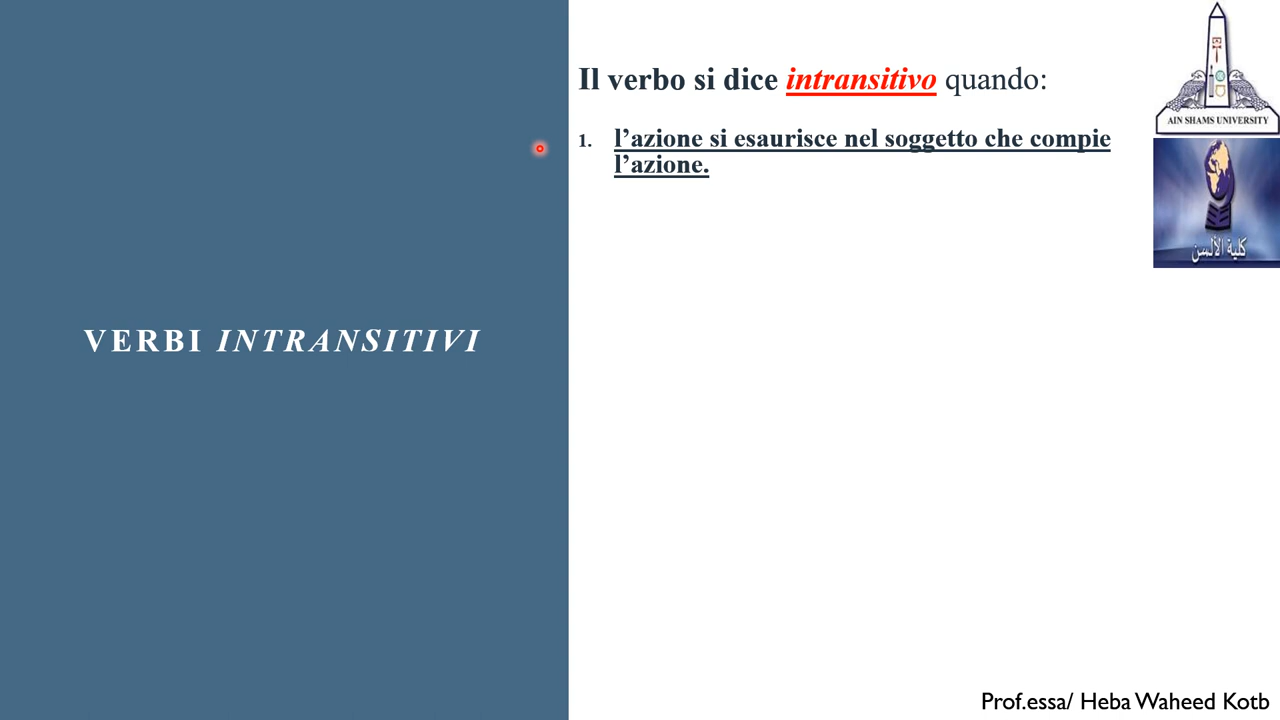 Il verbo si dice intransitivo quando:
1. l’azione si esaurisce nel soggetto che compie
l’azione.
VERBI INTRANSITIVI
AIN SHAMS UNIVERSITY
كلية الألسن
Prof.essa/ Heba Waheed Kotb